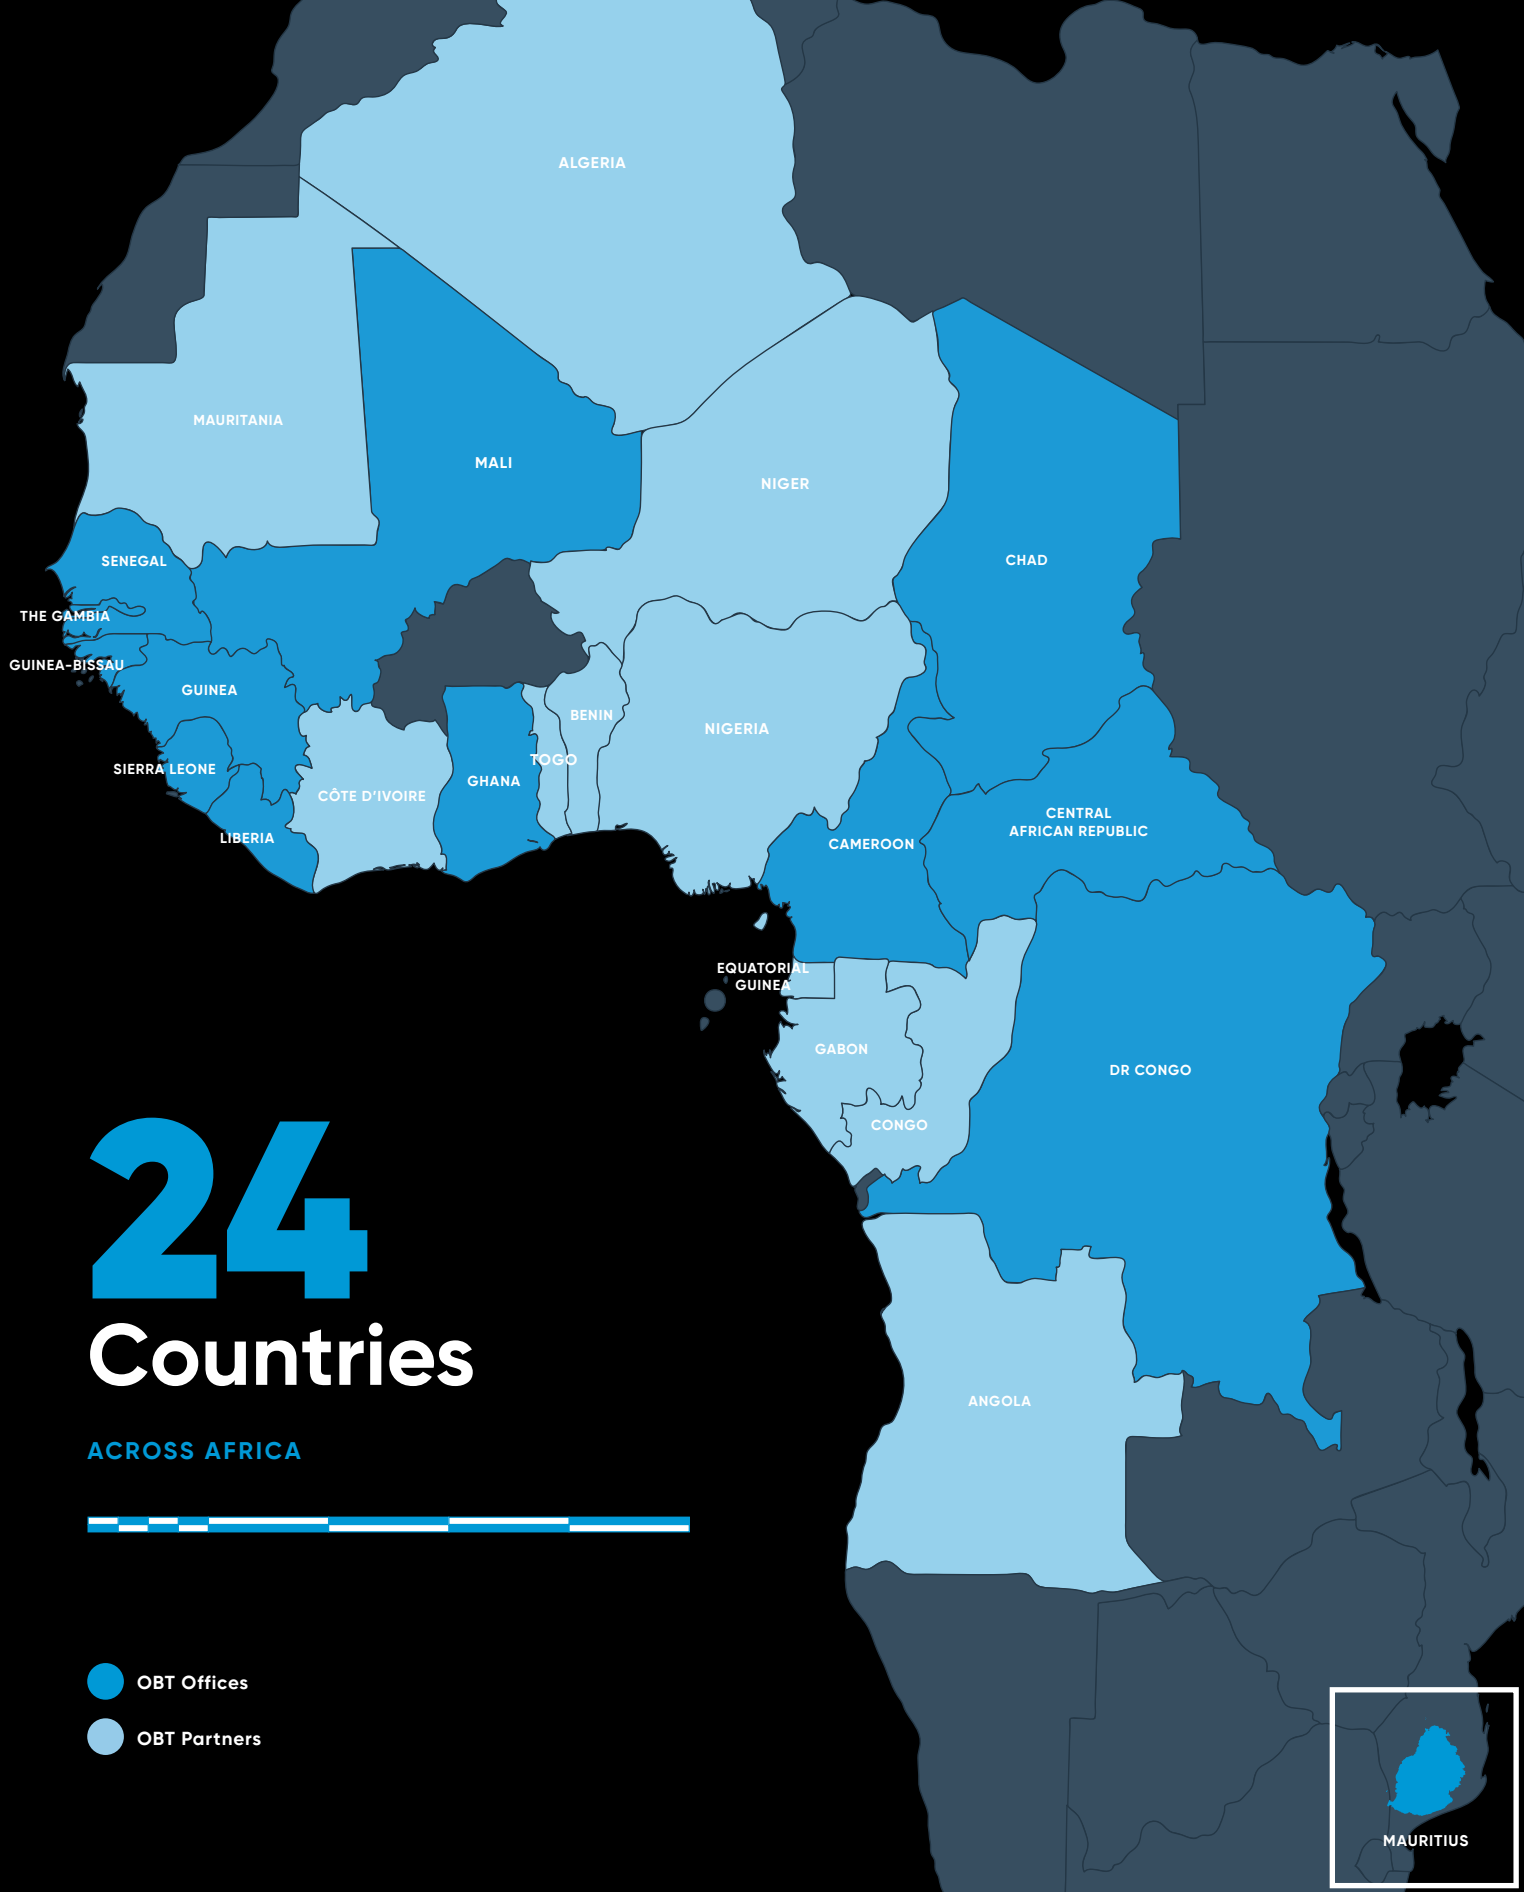 ALGERIA
MAURITANIA
MALI
NIGER
CHAD
SENEGAL
THE GAMBIA
GUINEA-BISSAU
GUINEA
SIERRA LEONE
LIBERIA
CÔTE D'IVOIRE
GHANA
TOGO
BENIN
NIGERIA
CAMEROON
CENTRAL
AFRICAN REPUBLIC
EQUATORIAL
GUINEA
GABON
CONGO
DR CONGO
ANGOLA
24
Countries
ACROSS AFRICA
OBT Offices
OBT Partners
MAURITIUS